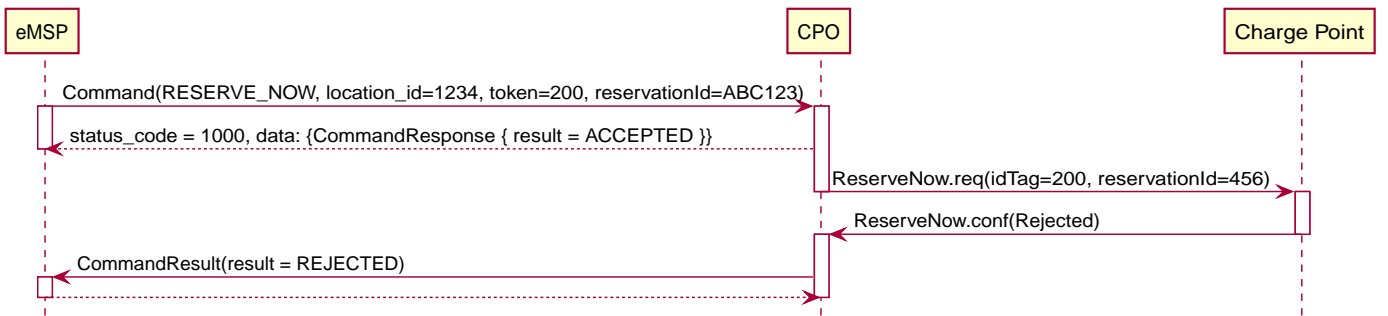 eMSP
CPO
Charge Point
Command(RESERVE_NOW, location_id=1234, token=200, reservationId=ABC123)
status_code = 1000, data: {CommandResponse { result = ACCEPTED }}
ReserveNow.req(idTag=200, reservationId=456)
ReserveNow.conf(Rejected)
CommandResult(result = REJECTED)